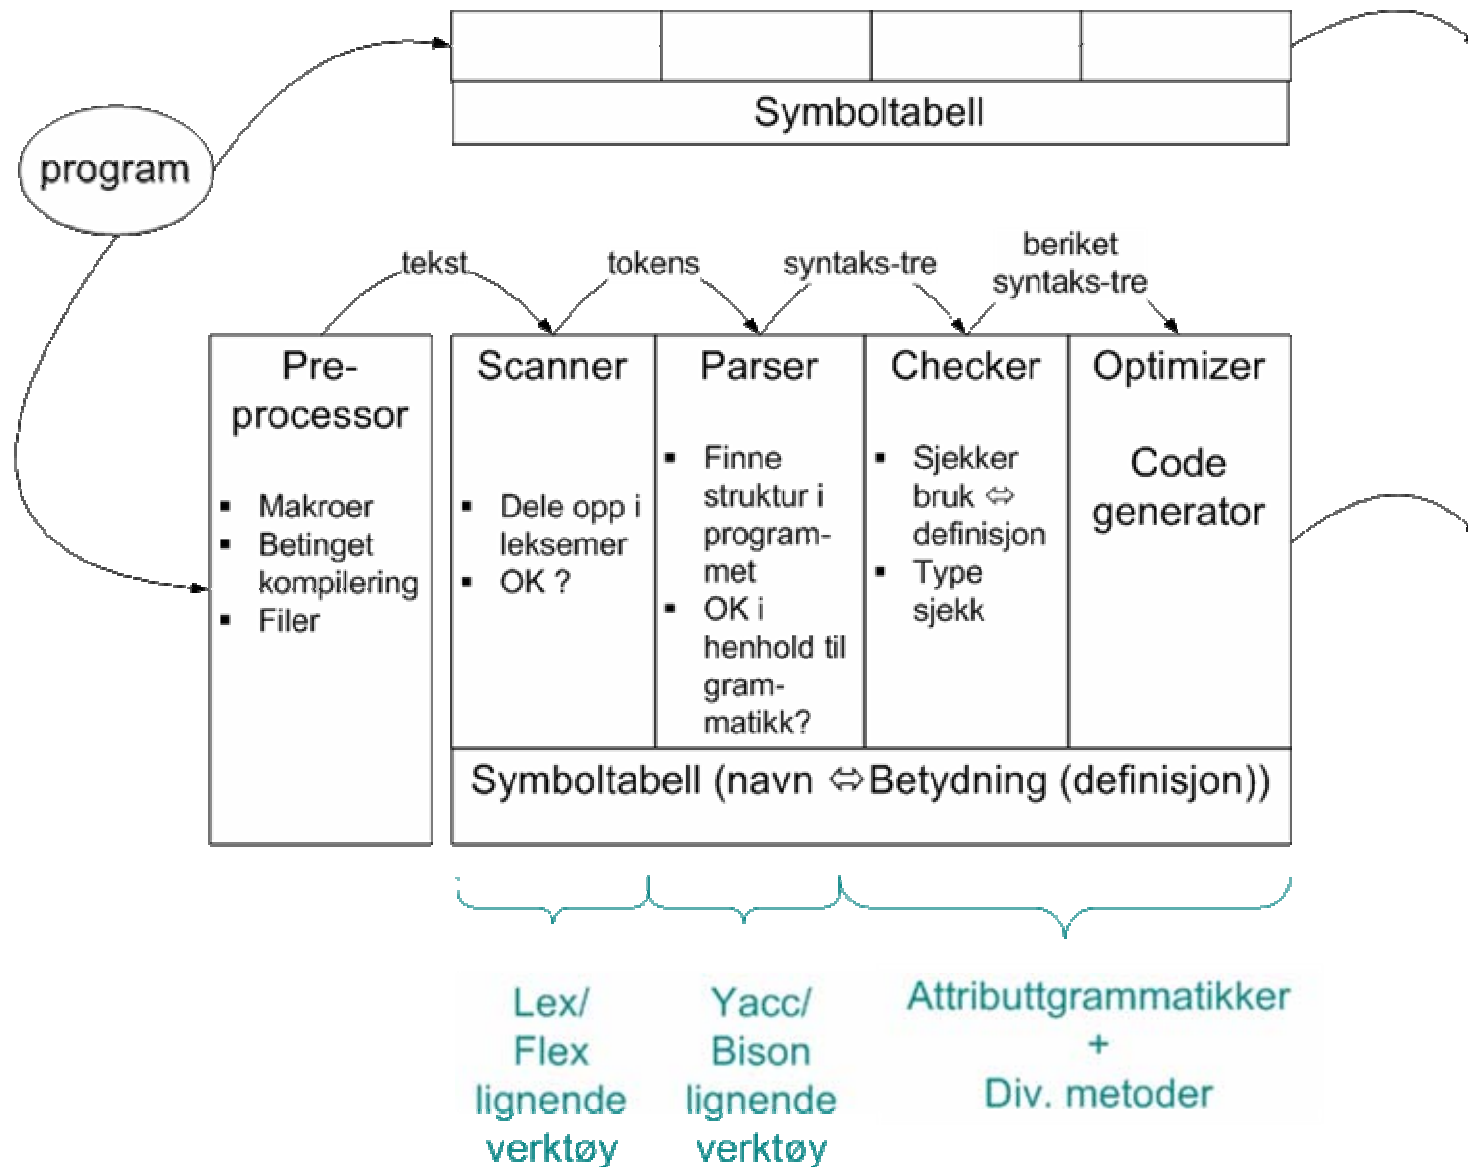 Symboltabell
program
tekst
tokens
syntaks-tre
beriket
syntaks-tre
Pre-
processor
▪ Makroer
▪ Betinget
kompilering
▪ Filer
Scanner
▪ Dele opp i
leksemer
▪ OK ?
Parser
▪ Finne
struktur i
program-
met
▪ OK i
henhold til
gram-
matikk?
Checker
▪ Sjekker
bruk ⇔
definisjon
▪ Type
sjekk
Optimizer
Code
generator
Symboltabell (navn ⇔Betydning (definisjon))
Lex/
Flex
lignende
verktøy
Yacc/
Bison
lignende
verktøy
Attributtgrammatikker
+
Div. metoder